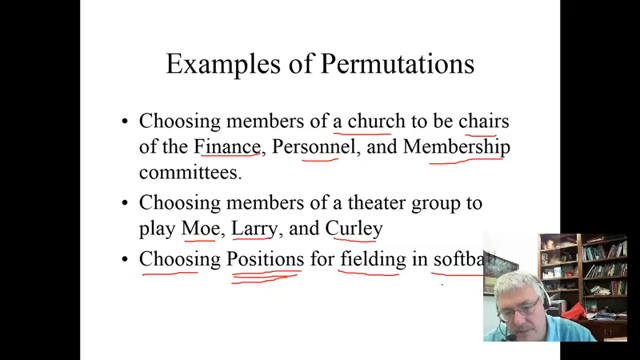 Examples of Permutations
• Choosing members of a church to be chairs
of the Finance, Personnel, and Membership
committees.
• Choosing members of a theater group to
play Moe, Larry, and Curley
• Choosing Positions for fielding in softba